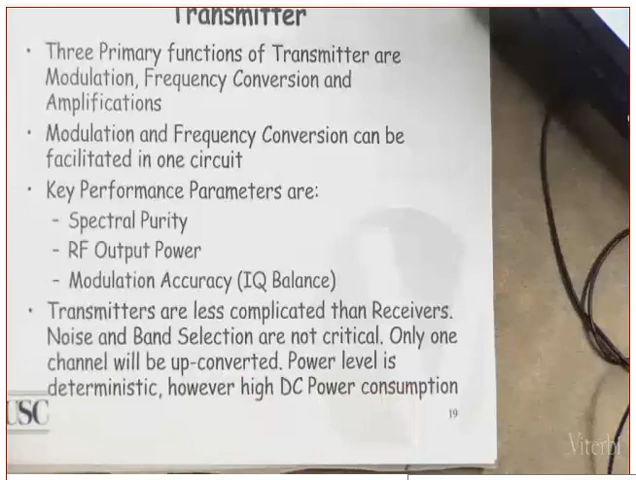 Transmitter
• Three Primary functions of Transmitter are
Modulation, Frequency Conversion and
Amplifications
• Modulation and Frequency Conversion can be
facilitated in one circuit
• Key Performance Parameters are:
– Spectral Purity
– RF Output Power
– Modulation Accuracy (IQ Balance)
• Transmitters are less complicated than Receivers.
Noise and Band Selection are not critical. Only one
channel will be up-converted. Power level is
deterministic, however high DC Power consumption
USC
19
Viterbi